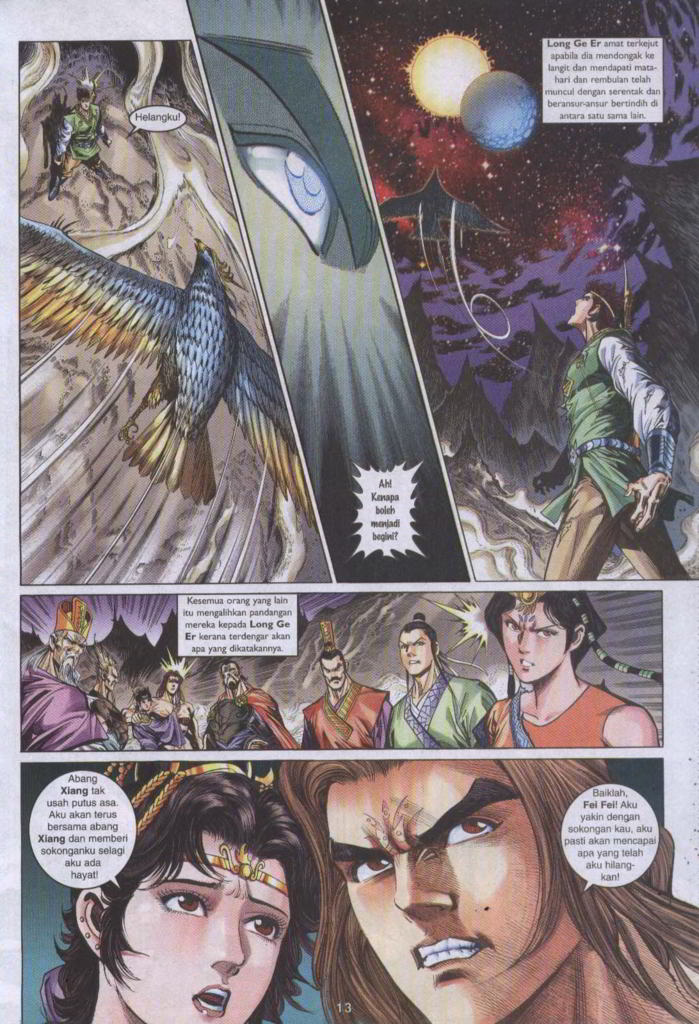 Helangku!
Long Ge Er amat terkejut
apabila dia mendongak ke
langit dan mendapati mata-
hari dan rembulan telah
muncul dengan serentak dan
beransur-ansur bertindih di
antara satu sama lain.
Ah!
Kenapa
boleh
menjadi
begini?
Kesemua orang yang lain
itu mengalihkan pandangan
mereka kepada Long Ge
Er kerana terdengar akan
apa yang dikatakannya.
Abang
Xiang tak
usah putus asa.
Aku akan terus
bersama abang
Xiang dan memberi
sokonganku selagi
aku ada
hayat!
Baiklah,
Fei Fei! Aku
yakin dengan
sokongan kau, aku
pasti akan mencapai
apa yang telah
aku hilang-
kan!
13